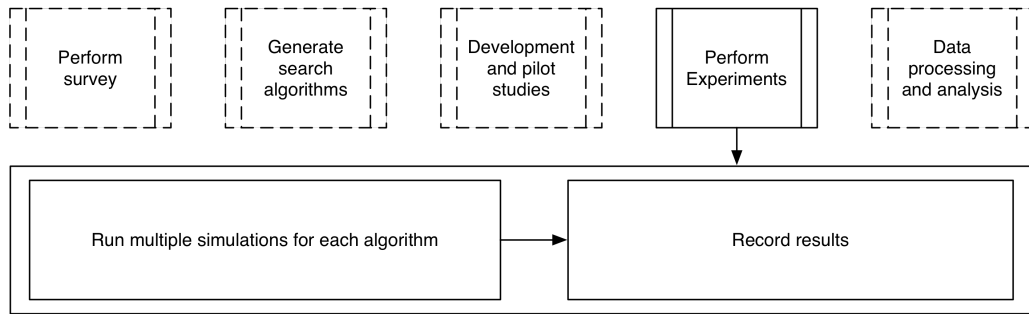 Perform
survey
Generate
search
algorithms
Development
and pilot
studies
Perform
Experiments
Data
processing
and analysis
Run multiple simulations for each algorithm
Record results